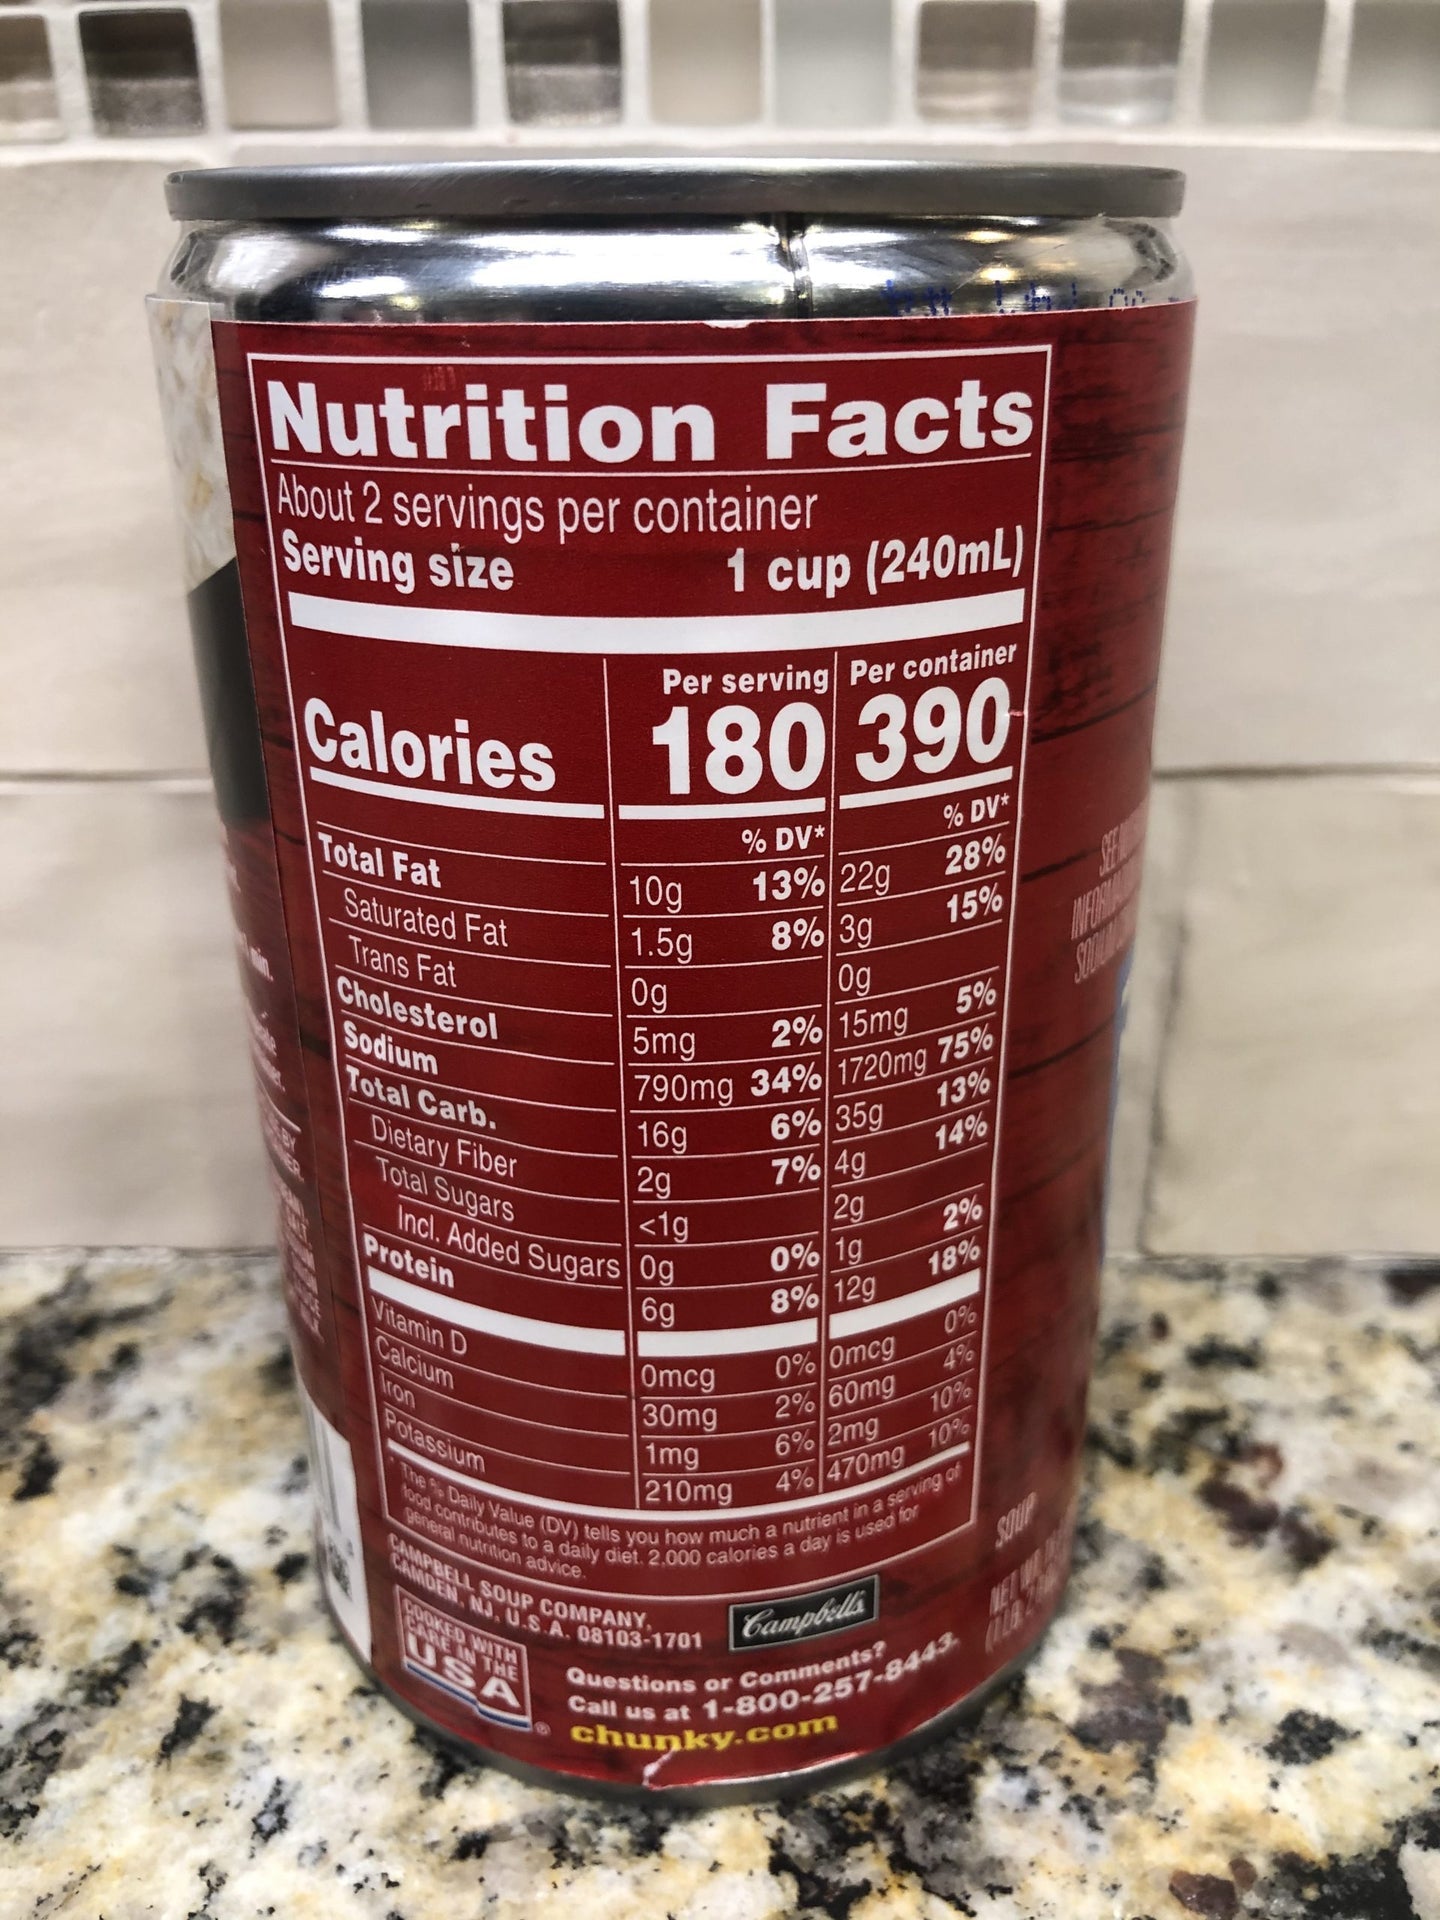 Nutrition Facts
About 2 servings per container
Serving size 1 cup (240mL)
Per serving Per container
Calories 180 390
% DV* % DV*
Total Fat 10g 13% 22g 28%
Saturated Fat 1.5g 8% 3g 15%
Trans Fat 0g 0g
Cholesterol 5mg 2% 15mg 5%
Sodium 790mg 34% 1720mg 75%
Total Carb. 16g 6% 35g 13%
Dietary Fiber 2g 7% 4g 14%
Total Sugars <1g 2g
Incl. Added Sugars 0g 0% 1g 2%
Protein 6g 8% 12g 18%
Vitamin D 0mcg 0% 0mcg 0%
Calcium 30mg 2% 60mg 4%
Iron 1mg 6% 2mg 10%
Potassium 210mg 4% 470mg 10%
* The % Daily Value (DV) tells you how much a nutrient in a serving of
food contributes to a daily diet. 2,000 calories a day is used for
general nutrition advice.
CAMPBELL SOUP COMPANY,
CAMDEN, NJ, U.S.A. 08103-1701
Campbell's
COOKED WITH
CARE IN THE
USA
®
Questions or Comments?
Call us at 1-800-257-8443.
chunky.com
SEE
SOUP
NET
min.